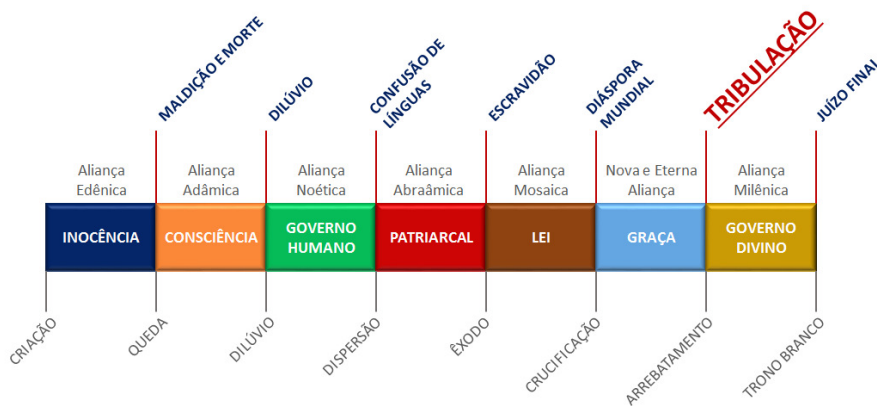 MALDIÇÃO E MORTE
DILÚVIO
CONFUSÃO DE
LÍNGUAS
ESCRAVIDÃO
DIÁSPORA
MUNDIAL
TRIBULAÇÃO
JUÍZO FINAL
Aliança
Edênica
Aliança
Adâmica
Aliança
Noética
Aliança
Abraâmica
Aliança
Mosaica
Nova e Eterna
Aliança
Aliança
Milênica
INOCÊNCIA
CONSCIÊNCIA
GOVERNO
HUMANO
PATRIARCAL
LEI
GRAÇA
GOVERNO
DIVINO
CRIAÇÃO
QUEDA
DILÚVIO
DISPERSÃO
ÊXODO
CRUCIFICAÇÃO
ARREBATAMENTO
TRONO BRANCO